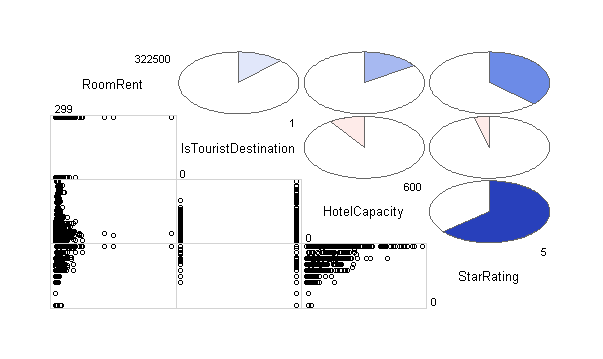 322500
RoomRent
299
1
IsTouristDestination
0
600
HotelCapacity
0
5
StarRating
0